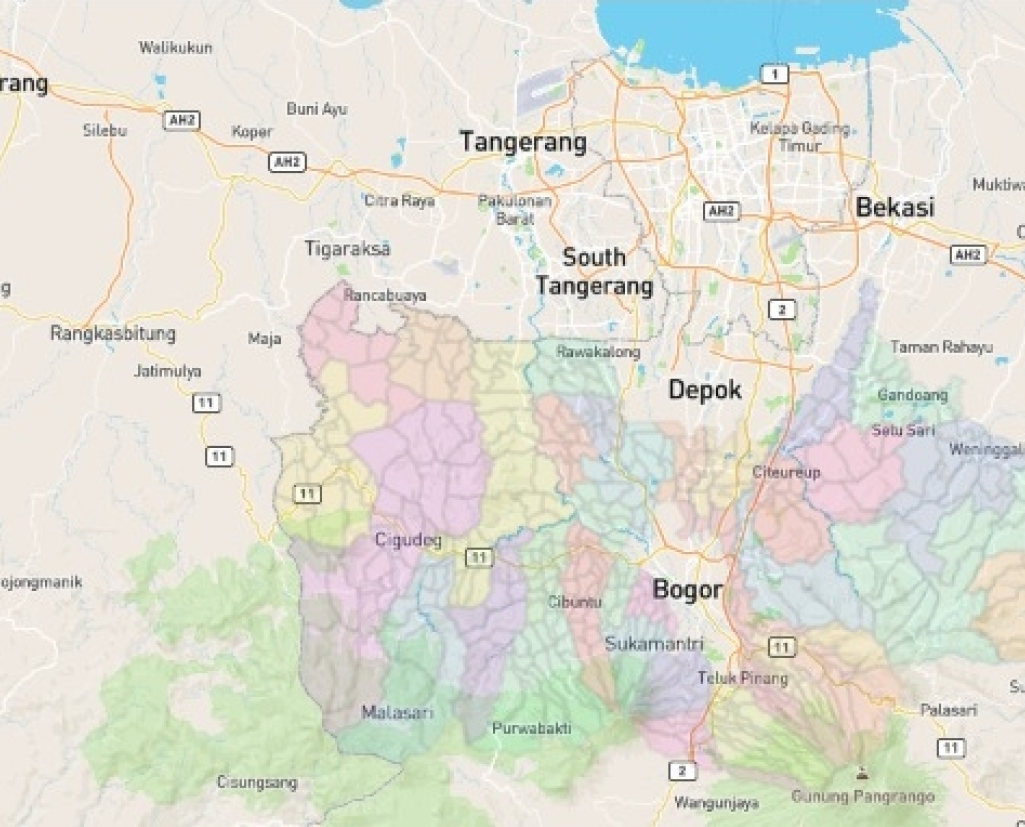 Walikukun
1
rang
AH2
Buni Ayu
Silebu
Koper
Kelapa Gading
Timur
Tangerang
AH2
Muktiwa
Citra Raya
Pakulonan
Barat
AH2
Bekasi
Tigaraksa
South
Tangerang
AH2
g
Rancabuaya
2
Rangkasbitung
Maja
Rawakalong
Taman Rahayu
Jatimulya
Depok
Gandoang
11
Setu Sari
Weninggal
11
Citeureup
11
Cigudeg
11
ojongmanik
Bogor
Cibuntu
Sukamantri
11
Teluk Pinang
Su
Malasari
Palasari
Purwabakti
11
Cisungsang
2
Gunung Pangrango
Wangunjaya